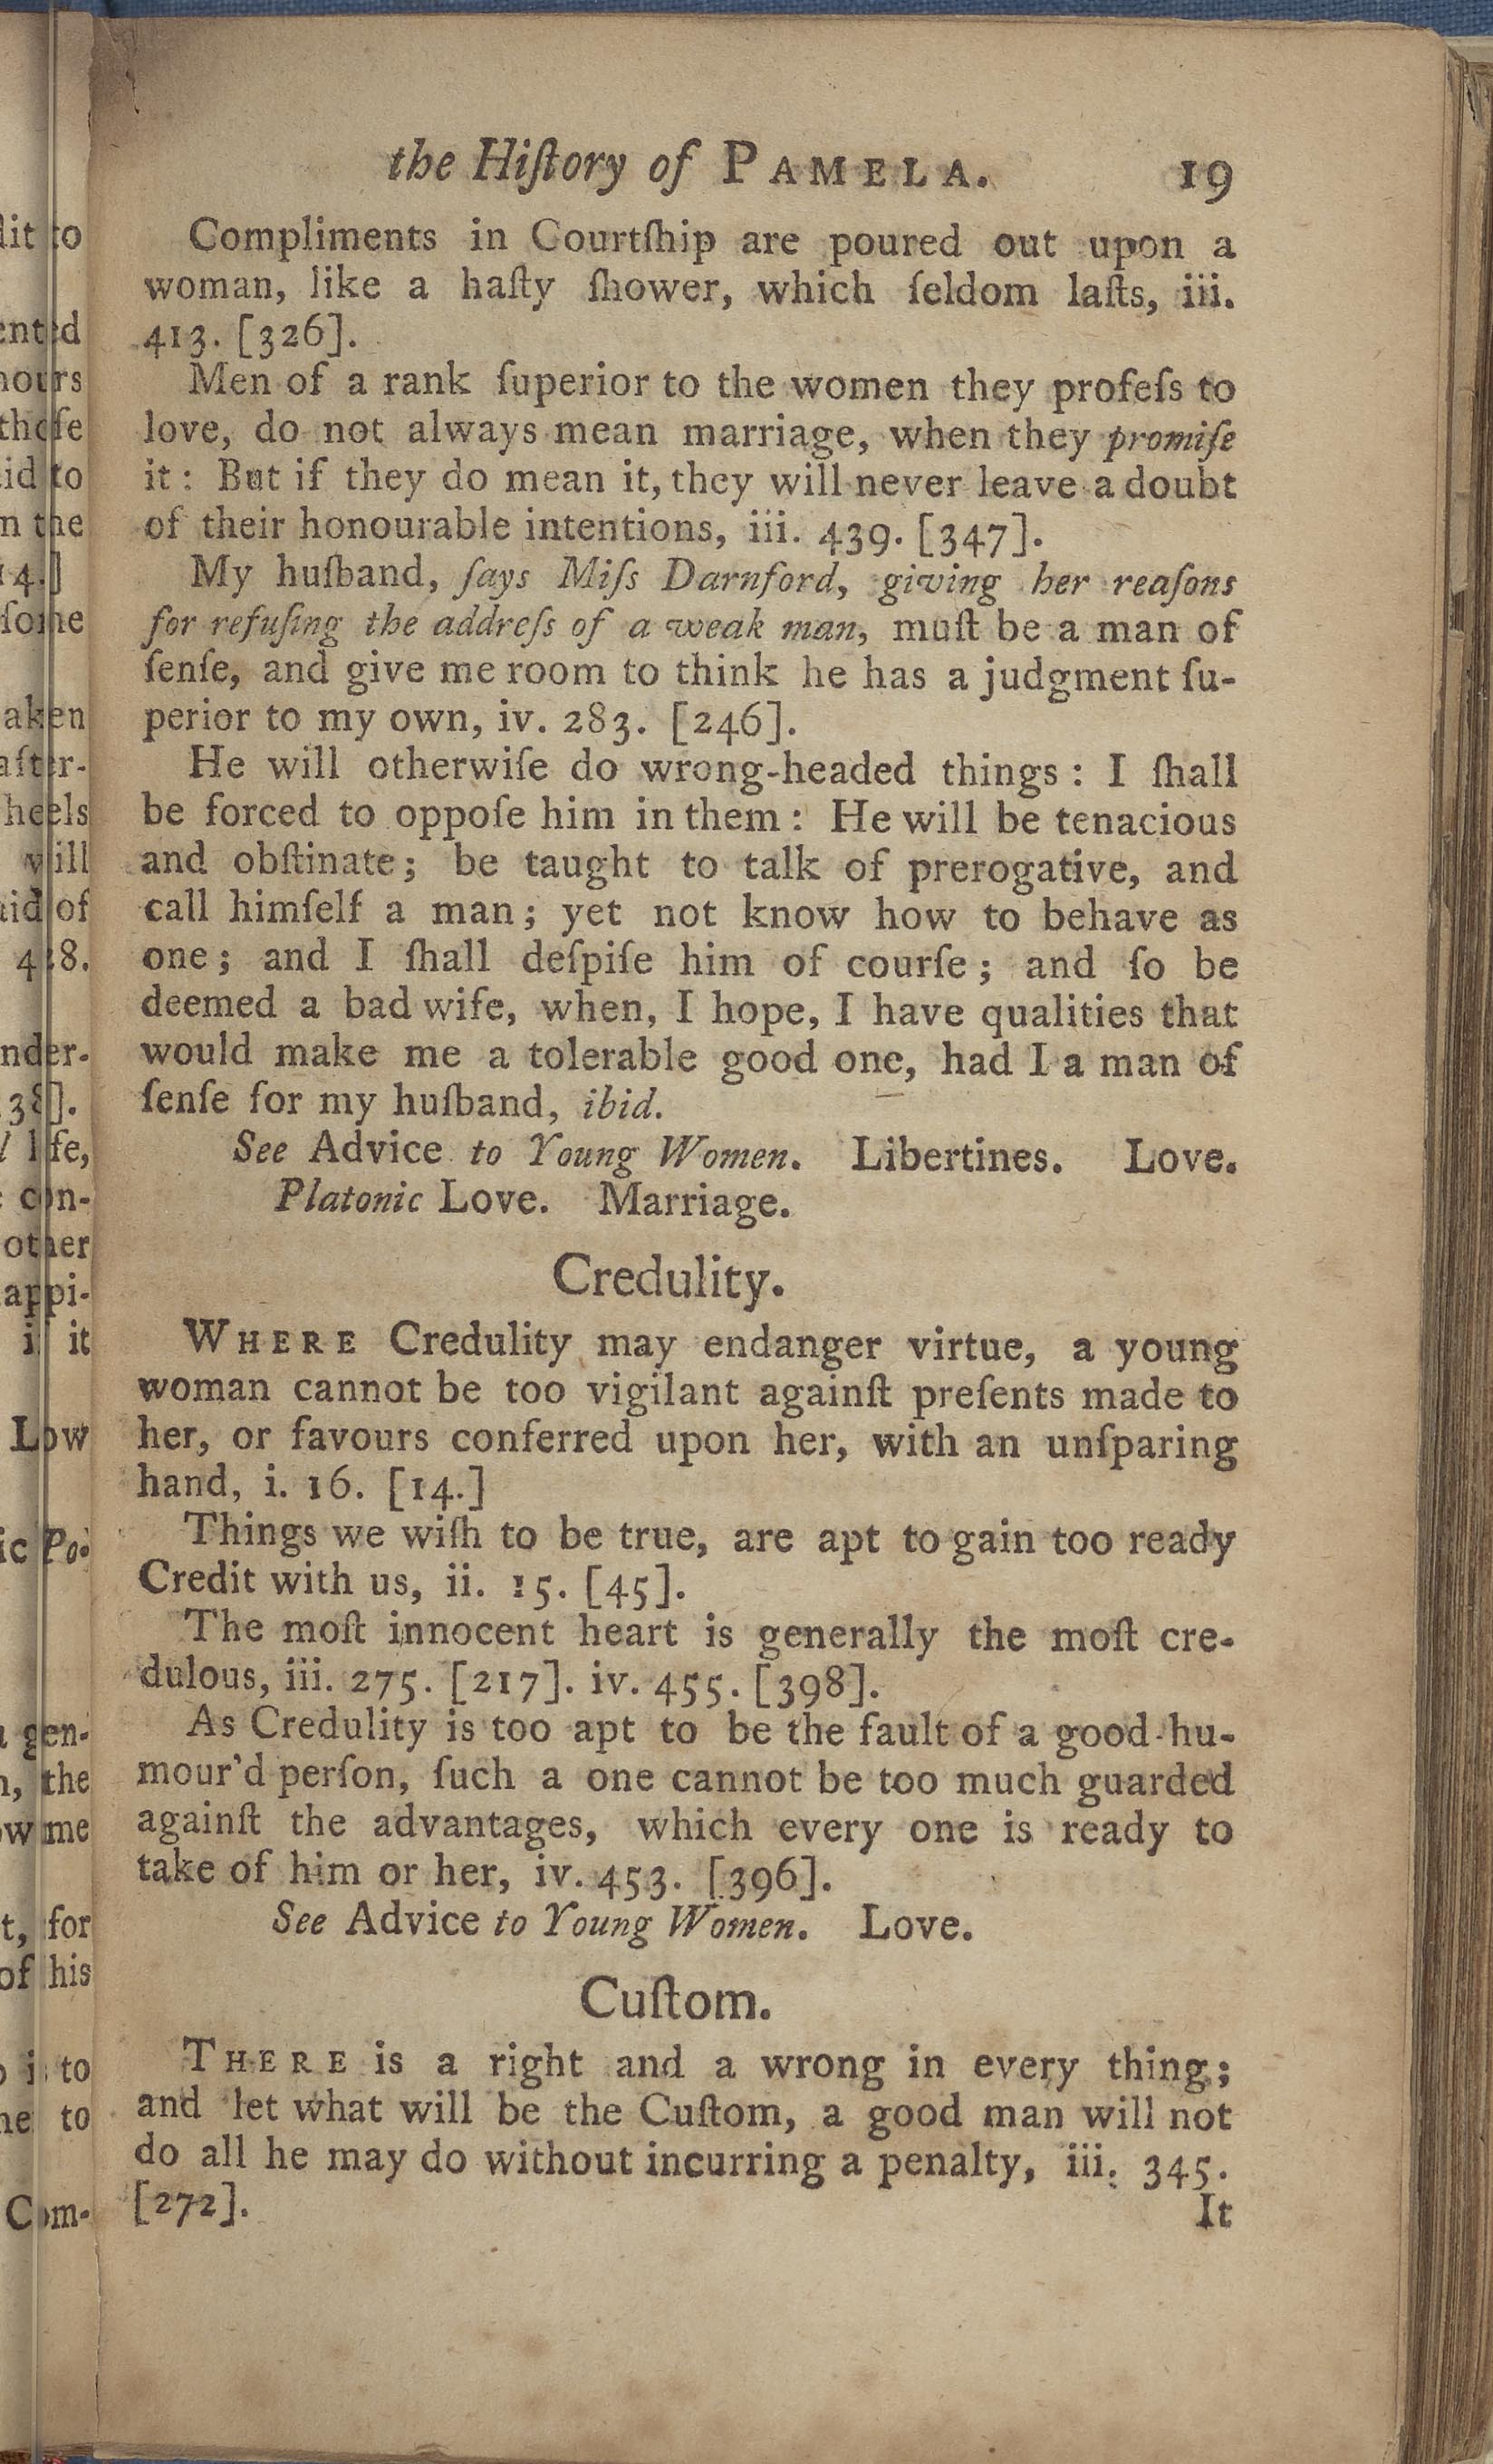 the Hiſtory of PAMELA. 19
Compliments in Courtſhip are poured out upon a
woman, like a haſty ſhower, which ſeldom laſts, iii.
413. [326].
Men of a rank ſuperior to the women they profeſs to
love, do not always mean marriage, when they promiſe
it: But if they do mean it, they will never leave a doubt
of their honourable intentions, iii. 439. [347].
My huſband, ſays Miſs Darnford, giving her reaſons
for refuſing the addreſs of a weak man, muſt be a man of
ſenſe, and give me room to think he has a judgment ſu-
perior to my own, iv. 283. [246].
He will otherwiſe do wrong-headed things: I ſhall
be forced to oppoſe him in them: He will be tenacious
and obſtinate; be taught to talk of prerogative, and
call himſelf a man; yet not know how to behave as
one; and I ſhall deſpiſe him of courſe; and ſo be
deemed a bad wife, when, I hope, I have qualities that
would make me a tolerable good one, had I a man of
ſenſe for my huſband, ibid.
See Advice to Young Women. Libertines. Love.
Platonic Love. Marriage.
Credulity.
WHERE Credulity may endanger virtue, a young
woman cannot be too vigilant againſt preſents made to
her, or favours conferred upon her, with an unſparing
hand, i. 16. [14.]
Things we wiſh to be true, are apt to gain too ready
Credit with us, ii. 15. [45].
The moſt innocent heart is generally the moſt cre-
dulous, iii. 275. [217]. iv. 455. [398].
As Credulity is too apt to be the fault of a good-hu-
mour'd perſon, ſuch a one cannot be too much guarded
againſt the advantages, which every one is ready to
take of him or her, iv. 453. [396].
See Advice to Young Women. Love.
Cuſtom.
THERE is a right and a wrong in every thing;
and let what will be the Cuſtom, a good man will not
do all he may do without incurring a penalty, iii. 345.
[272].
It